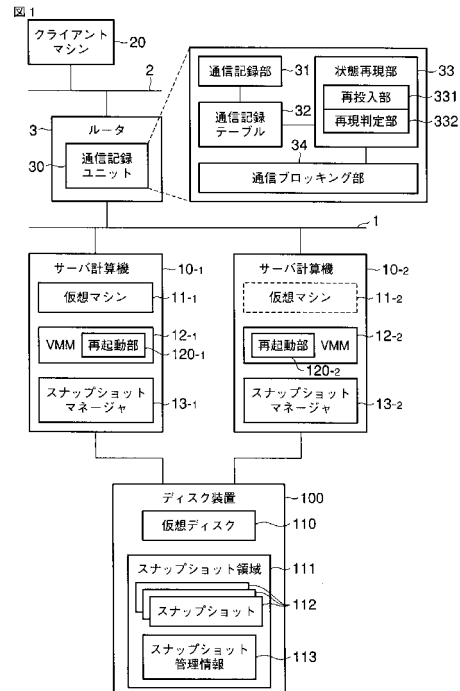 図1
クライアント
マシン
20
2
3
ルータ
通信記録
ユニット
30
通信記録部
31
通信記録
テーブル
32
状態再現部
33
再投入部
331
再現判定部
332
34
通信ブロッキング部
1
サーバ計算機
10-1
仮想マシン
11-1
VMM
再起動部
12-1
120-1
スナップショット
マネージャ
13-1
サーバ計算機
10-2
仮想マシン
11-2
再起動部
VMM
12-2
120-2
スナップショット
マネージャ
13-2
ディスク装置
100
仮想ディスク
110
スナップショット領域
111
スナップショット
112
スナップショット
管理情報
113